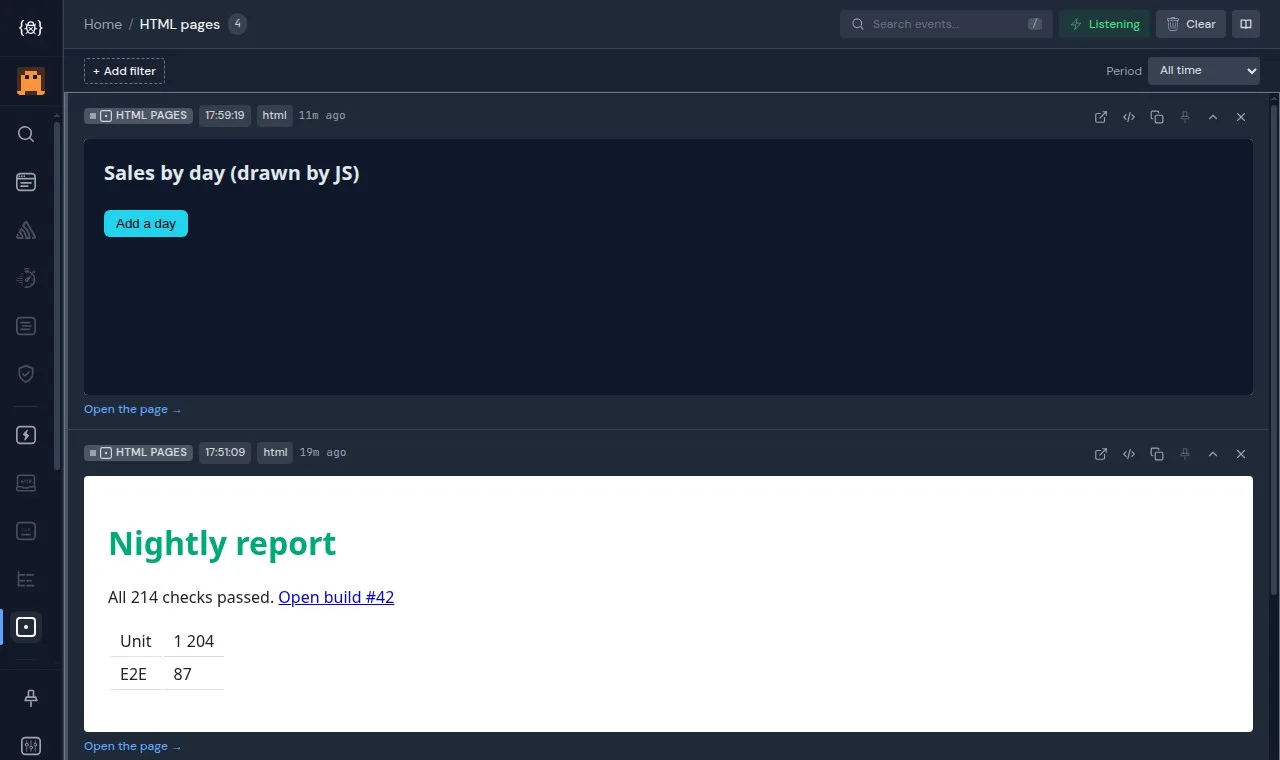 Home / HTML pages 4
Search events... /
Listening
Clear
+ Add filter
Period All time
HTML PAGES 17:59:19 html 11m ago
Sales by day (drawn by JS)
Add a day
Open the page →
HTML PAGES 17:51:09 html 19m ago
Nightly report
All 214 checks passed. Open build #42
Unit 1 204
E2E 87
Open the page →